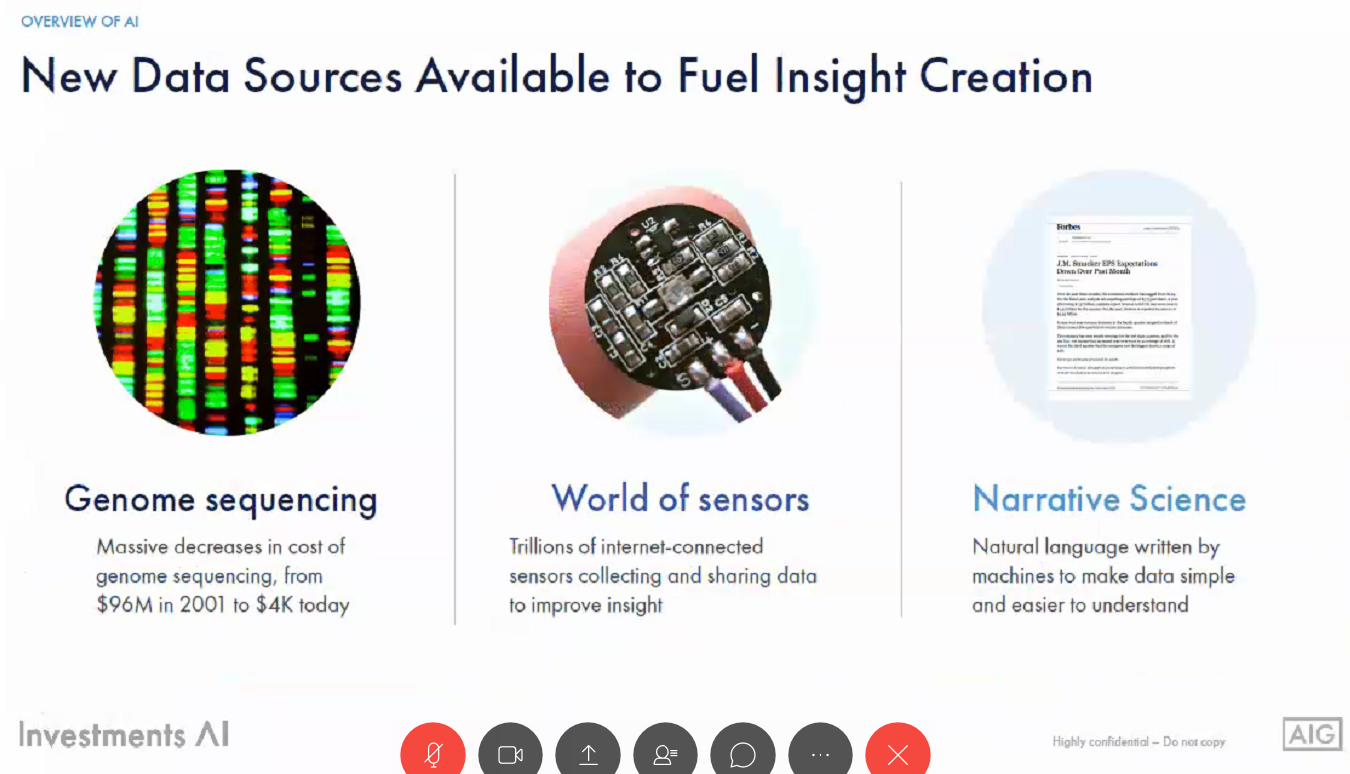 OVERVIEW OF AI
New Data Sources Available to Fuel Insight Creation
U2
R6
Forbes
J.M. Smucker EPS Expectations
Down Over Past Month
Genome sequencing
World of sensors
Narrative Science
Massive decreases in cost of
genome sequencing, from
$96M in 2001 to $4K today
Trillions of internet-connected
sensors collecting and sharing data
to improve insight
Natural language written by
machines to make data simple
and easier to understand
Investments AI
Highly confidential – Do not copy
AIG